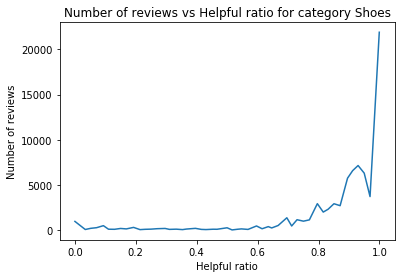 Number of reviews vs Helpful ratio for category Shoes
20000
15000
10000
5000
0
Number of reviews
0.0 0.2 0.4 0.6 0.8 1.0
Helpful ratio